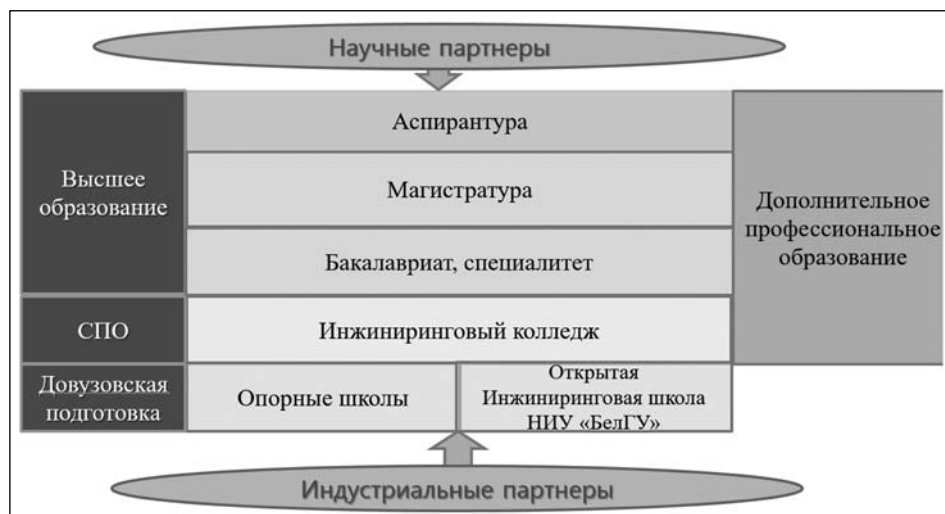 Научные партнеры
Высшее
образование
Аспирантура
Магистратура
Бакалавриат, специалитет
Дополнительное
профессиональное
образование
СПО
Инжиниринговый колледж
Довузовская
подготовка
Опорные школы
Открытая
Инжиниринговая школа
НИУ «БелГУ»
Индустриальные партнеры